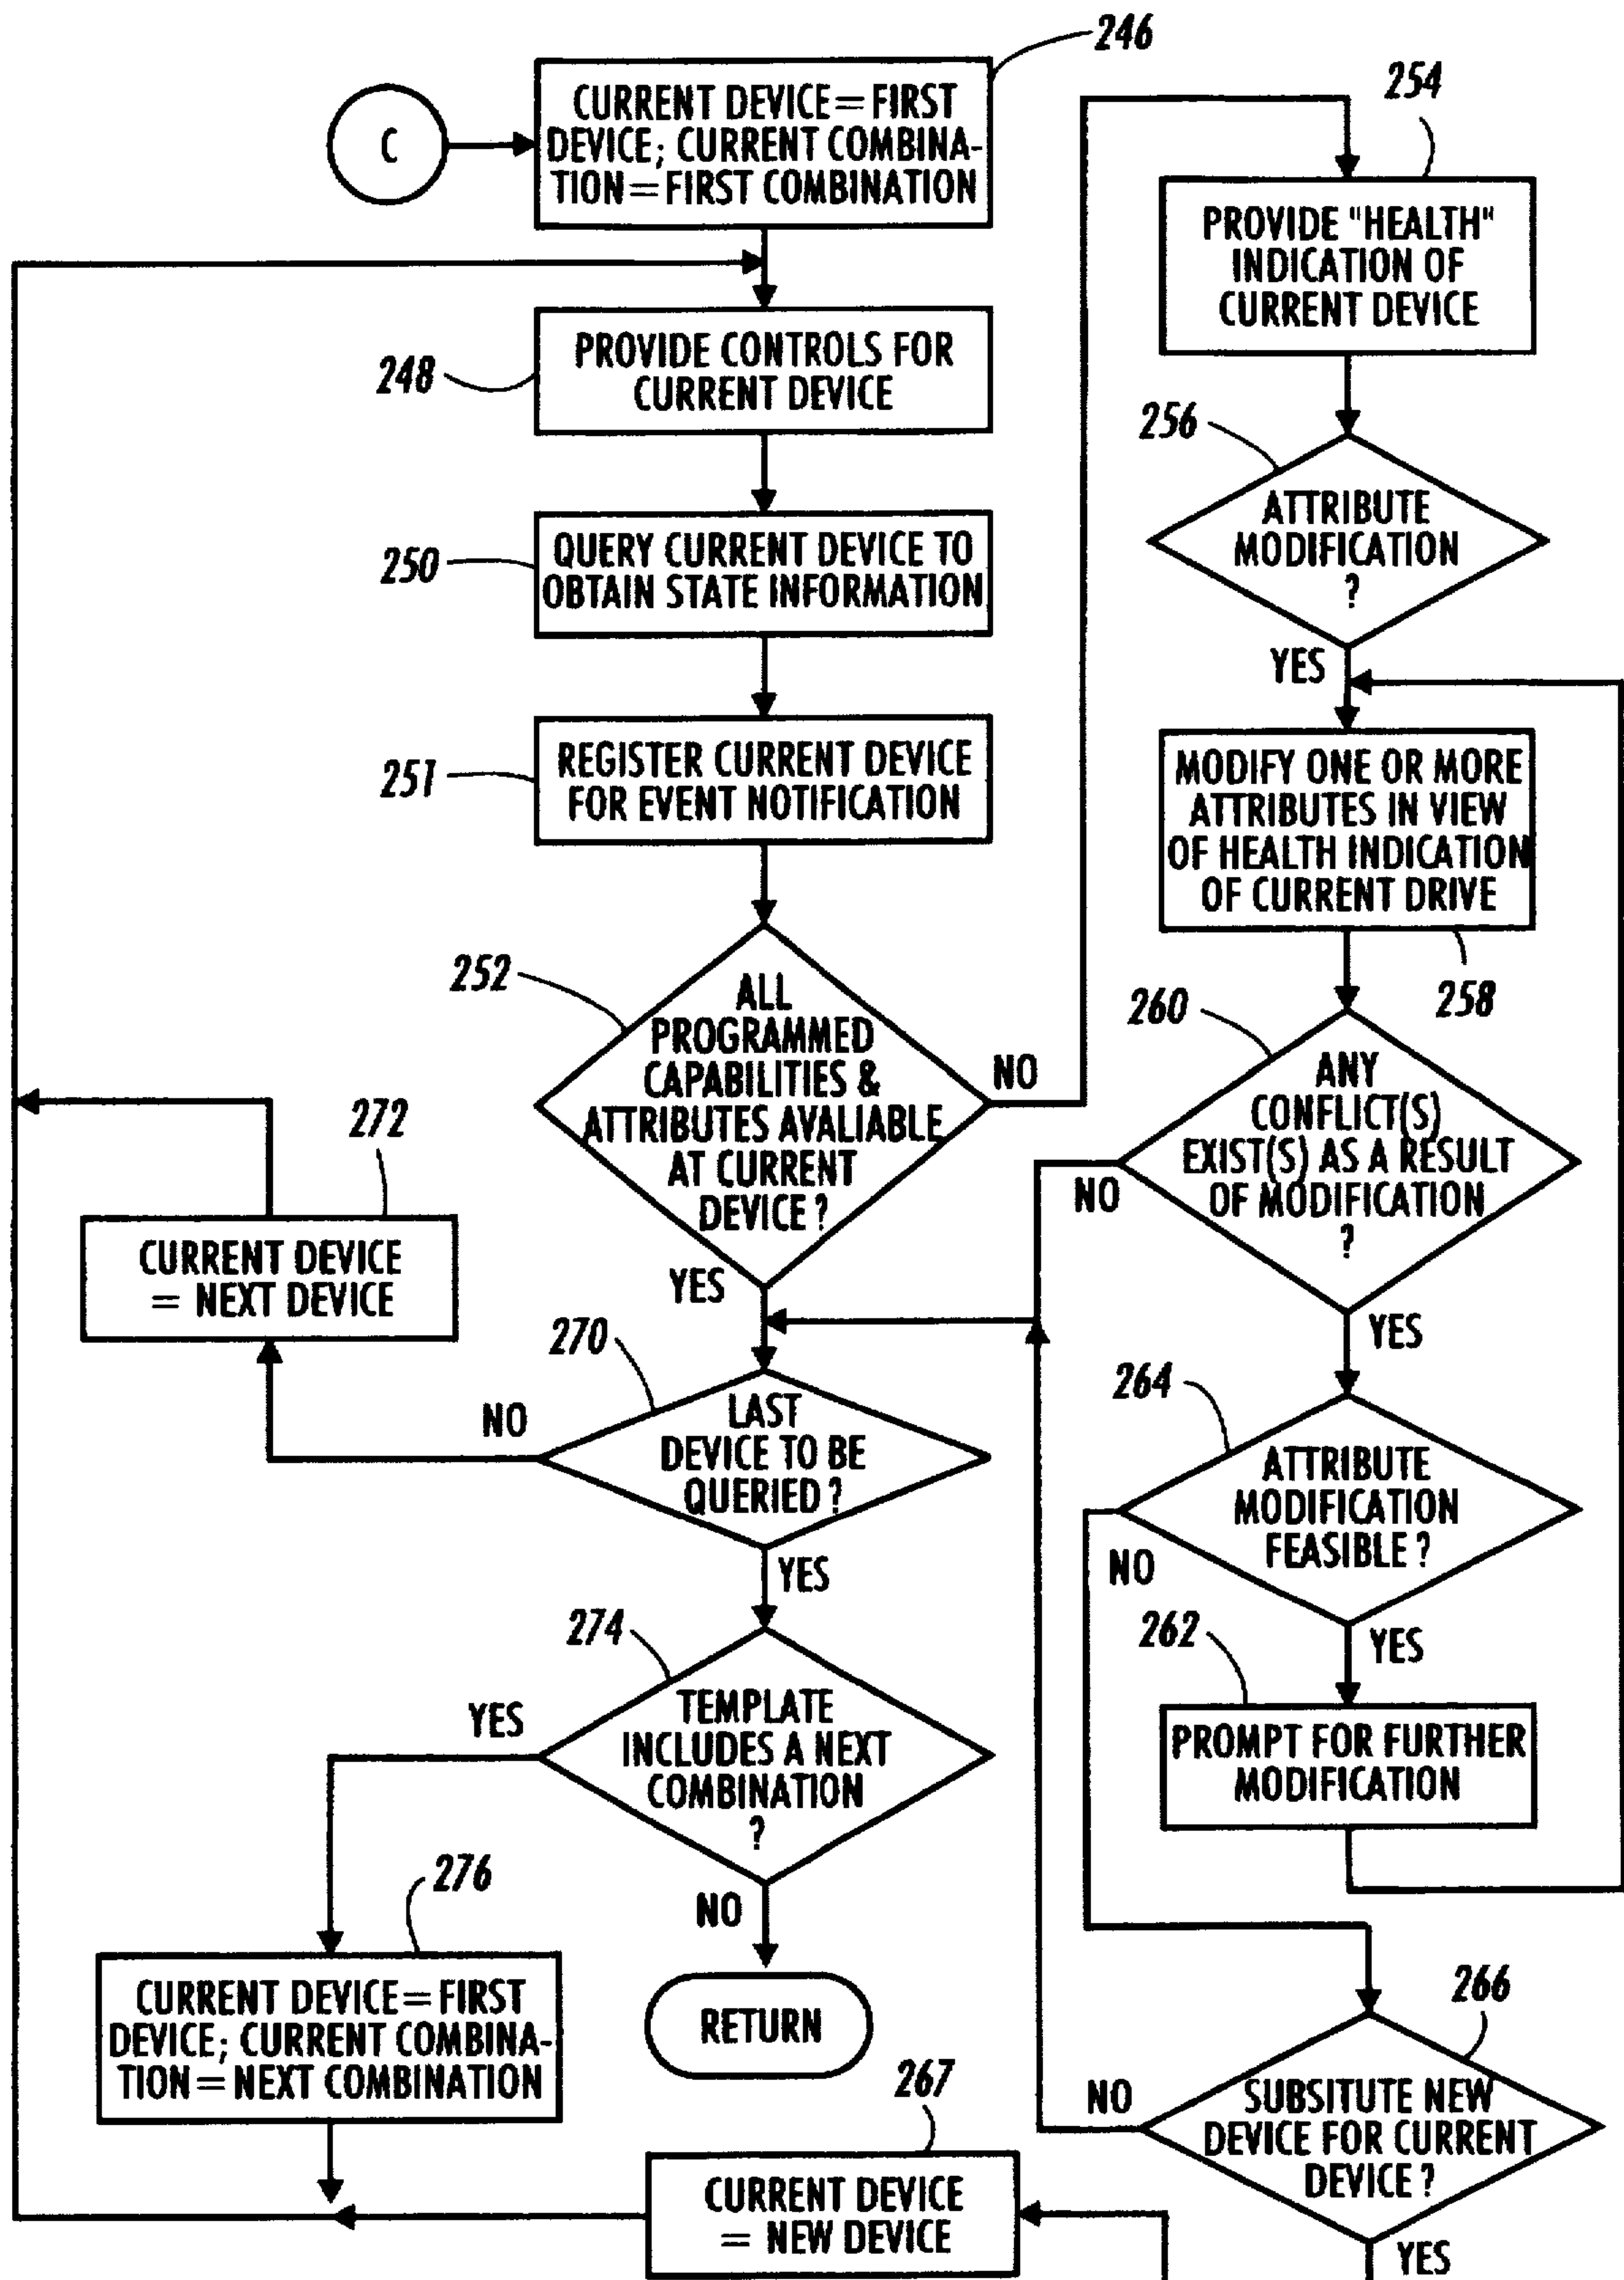 246
C
CURRENT DEVICE = FIRST
DEVICE; CURRENT COMBINA-
TION = FIRST COMBINATION
248
PROVIDE CONTROLS FOR
CURRENT DEVICE
250
QUERY CURRENT DEVICE TO
OBTAIN STATE INFORMATION
251
REGISTER CURRENT DEVICE
FOR EVENT NOTIFICATION
252
ALL
PROGRAMMED
CAPABILITIES &
ATTRIBUTES AVALIABLE
AT CURRENT
DEVICE ?
NO
YES
272
CURRENT DEVICE
= NEXT DEVICE
270
LAST
DEVICE TO BE
QUERIED ?
NO
YES
274
TEMPLATE
INCLUDES A NEXT
COMBINATION
?
YES
NO
276
CURRENT DEVICE = FIRST
DEVICE; CURRENT COMBINA-
TION = NEXT COMBINATION
RETURN
267
CURRENT DEVICE
= NEW DEVICE
254
PROVIDE "HEALTH"
INDICATION OF
CURRENT DEVICE
256
ATTRIBUTE
MODIFICATION
?
YES
MODIFY ONE OR MORE
ATTRIBUTES IN VIEW
OF HEALTH INDICATION
OF CURRENT DRIVE
258
260
ANY
CONFLICT(S)
EXIST(S) AS A RESULT
OF MODIFICATION
?
NO
YES
264
ATTRIBUTE
MODIFICATION
FEASIBLE ?
NO
YES
262
PROMPT FOR FURTHER
MODIFICATION
266
SUBSITUTE NEW
DEVICE FOR CURRENT
DEVICE ?
NO
YES